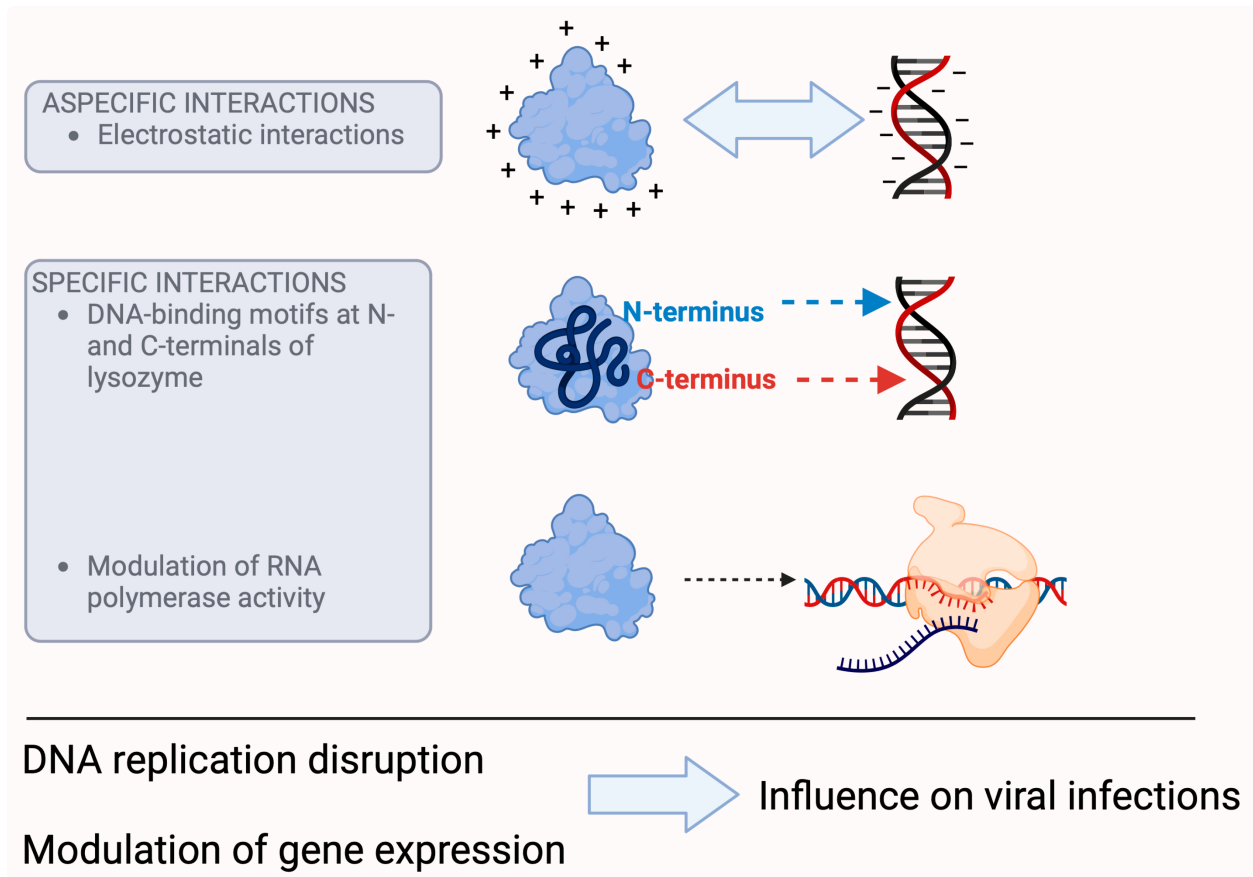 ASPECIFIC INTERACTIONS
• Electrostatic interactions
SPECIFIC INTERACTIONS
• DNA-binding motifs at N-
and C-terminals of
lysozyme
N-terminus
C-terminus
• Modulation of RNA
polymerase activity
DNA replication disruption
Influence on viral infections
Modulation of gene expression